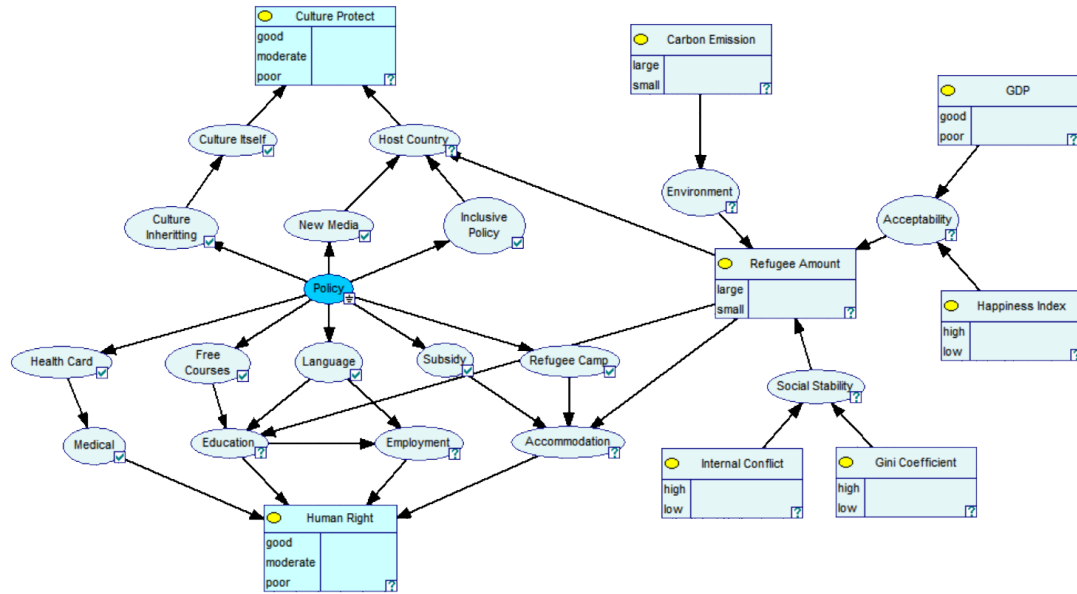 Culture Protect
good
moderate
poor
Carbon Emission
large
small
GDP
good
poor
Culture Itself
Host Country
Environment
Acceptability
Culture
Inheritting
New Media
Inclusive
Policy
Refugee Amount
large
small
Policy
Happiness Index
high
low
Health Card
Free
Courses
Language
Subsidy
Refugee Camp
Social Stability
Medical
Education
Employment
Accommodation
Internal Conflict
high
low
Gini Coefficient
high
low
Human Right
good
moderate
poor